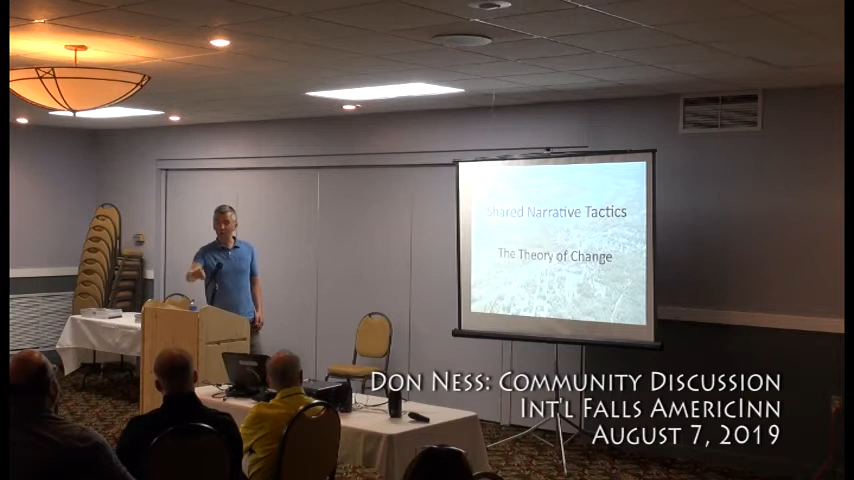 Shared Narrative Tactics
The Theory of Change
Don Ness: Community Discussion
Int'l Falls AmericInn
August 7, 2019